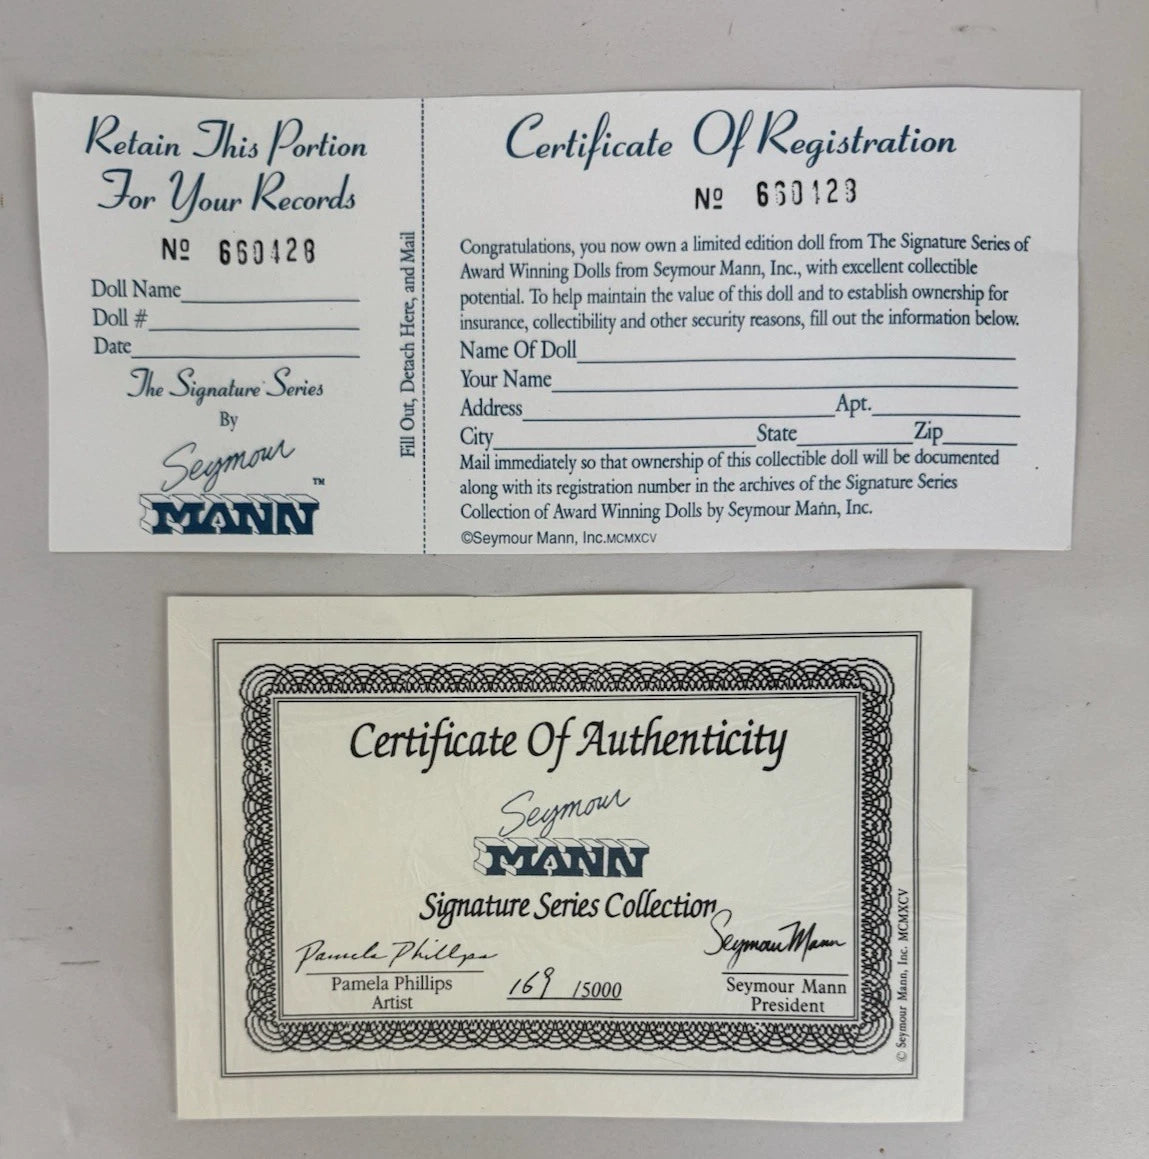 Retain This Portion
For Your Records
Nº 660428
Doll Name
Doll #
Date
The Signature Series
By
Seymour
MANN™
Fill Out, Detach Here, and Mail
Certificate Of Registration
Nº 660428
Congratulations, you now own a limited edition doll from The Signature Series of
Award Winning Dolls from Seymour Mann, Inc., with excellent collectible
potential. To help maintain the value of this doll and to establish ownership for
insurance, collectibility and other security reasons, fill out the information below.
Name Of Doll
Your Name
Address Apt.
City State Zip
Mail immediately so that ownership of this collectible doll will be documented
along with its registration number in the archives of the Signature Series
Collection of Award Winning Dolls by Seymour Mann, Inc.
©Seymour Mann, Inc.MCMXCV
Certificate Of Authenticity
Seymour
MANN
Signature Series Collection
Pamela Phillips
Pamela Phillips
Artist
169 /5000
Seymour Mann
Seymour Mann
President
© Seymour Mann, Inc. MCMXCV